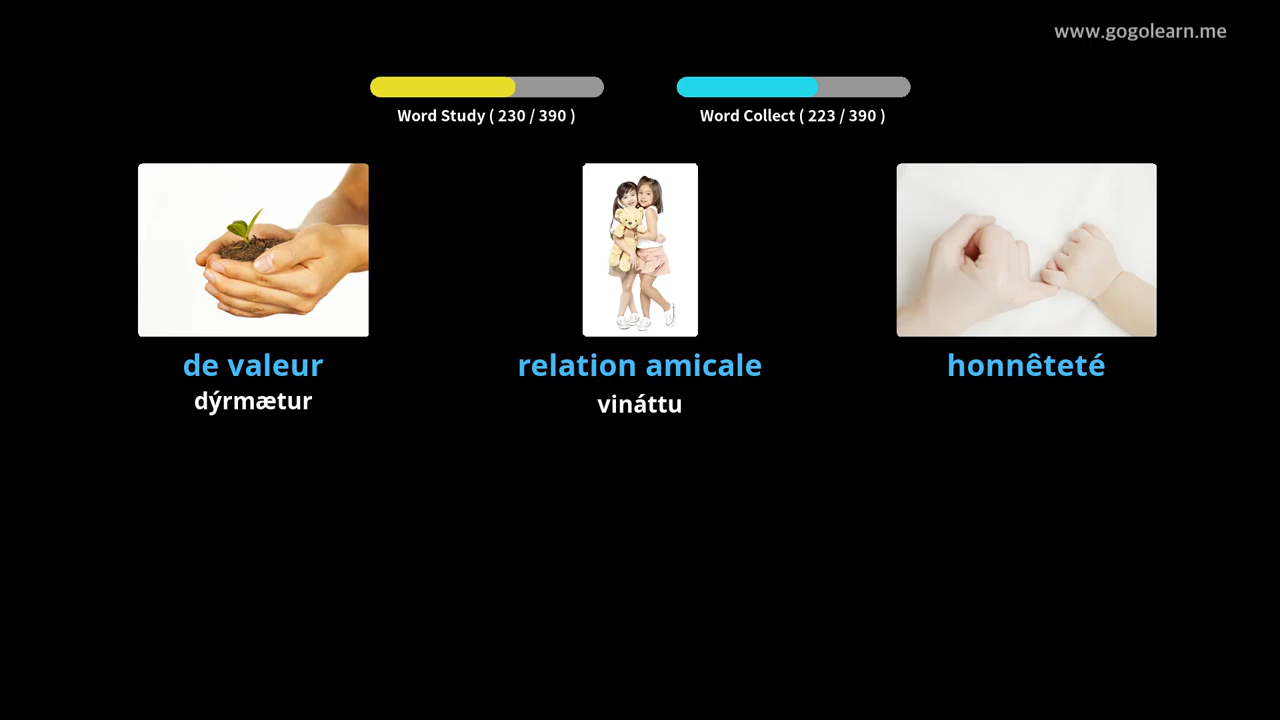 www.gogolearn.me
Word Study ( 230 / 390 )
Word Collect ( 223 / 390 )
de valeur
relation amicale
honnêteté
dýrmætur
vináttu